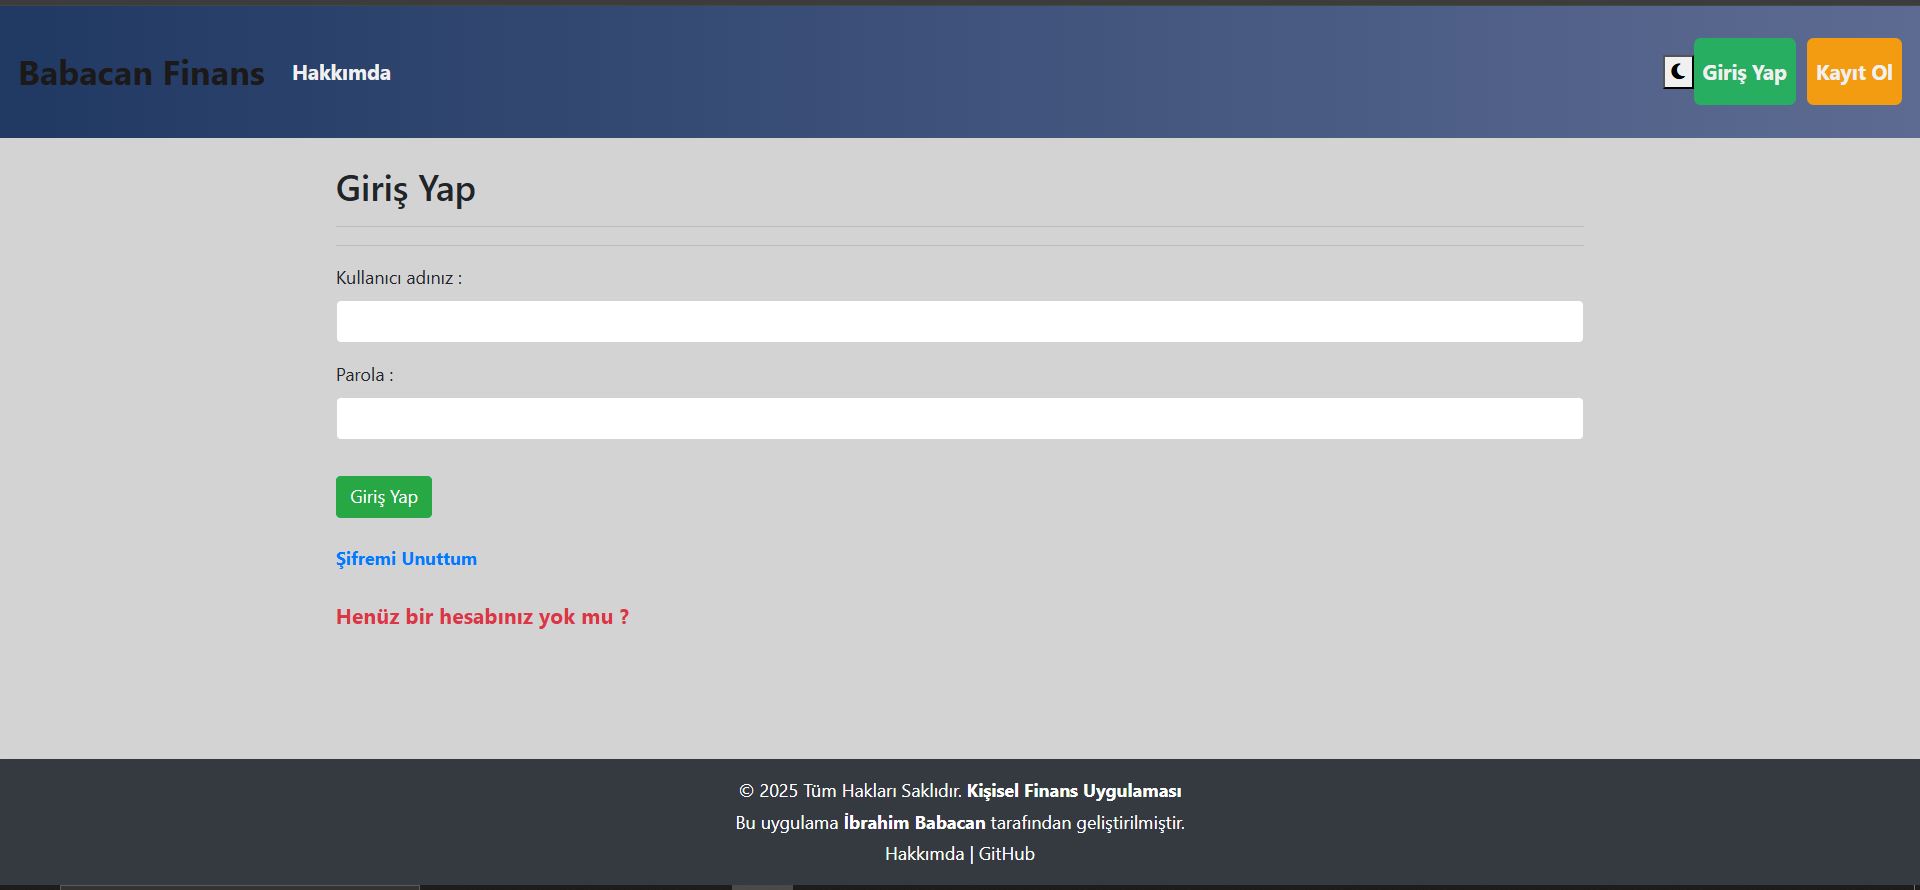 Babacan Finans Hakkımda Giriş Yap Kayıt Ol
Giriş Yap
Kullanıcı adınız :
Parola :
Giriş Yap
Şifremi Unuttum
Henüz bir hesabınız yok mu ?
© 2025 Tüm Hakları Saklıdır. Kişisel Finans Uygulaması
Bu uygulama İbrahim Babacan tarafından geliştirilmiştir.
Hakkımda | GitHub